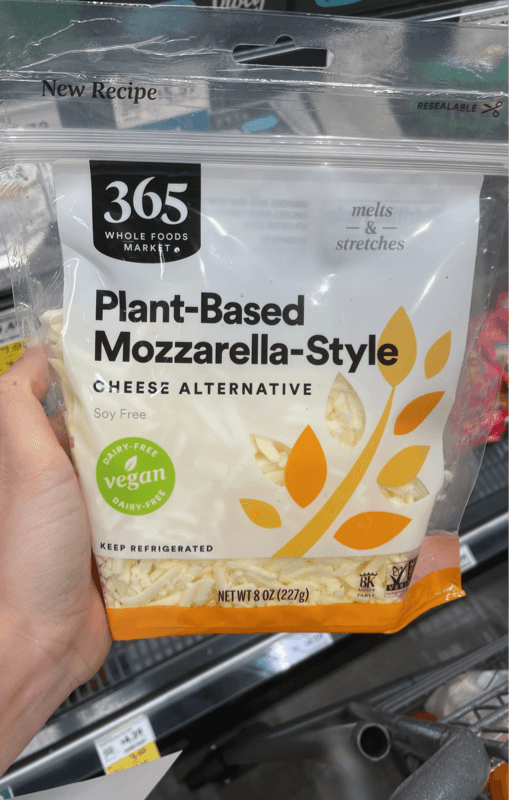 New Recipe
RESEALABLE
365
WHOLE FOODS
MARKET
melts
&
stretches
Plant-Based
Mozzarella-Style
CHEESE ALTERNATIVE
Soy Free
DAIRY-FREE
vegan
DAIRY-FREE
KEEP REFRIGERATED
NET WT 8 OZ (227g)
BK